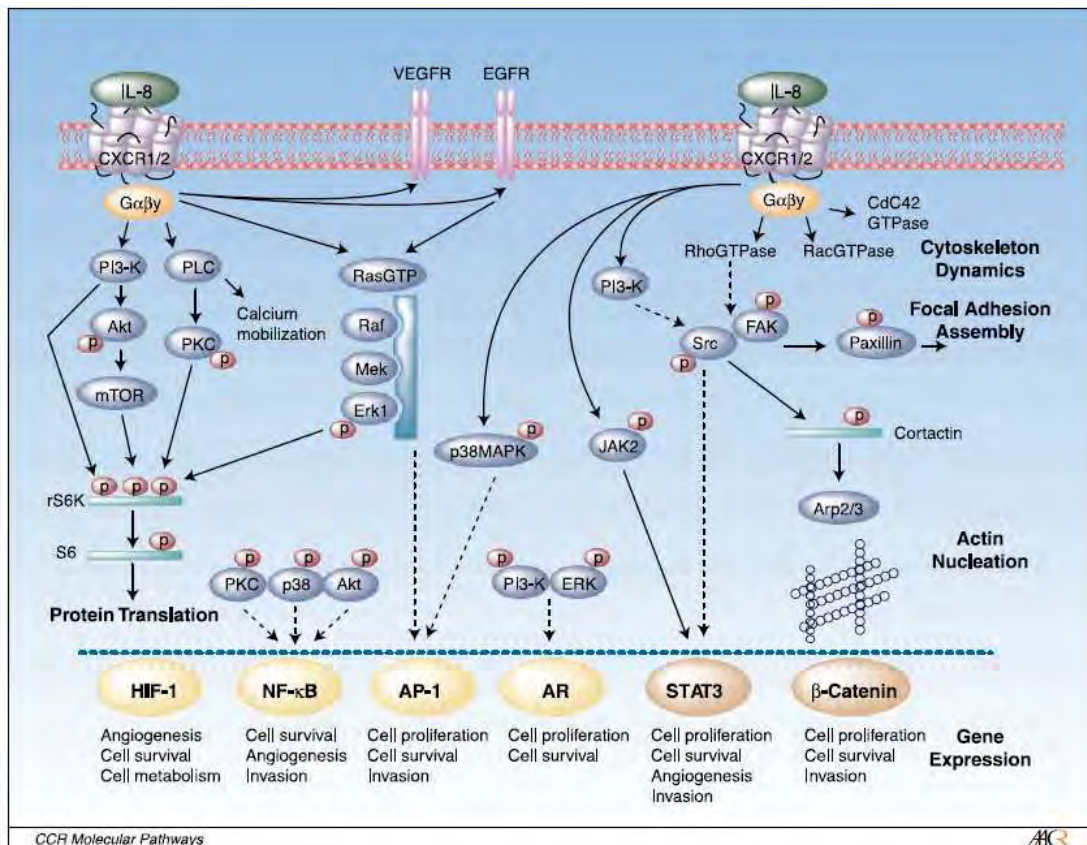 VEGFR EGFR
IL-8 IL-8
CXCR1/2 CXCR1/2
Gαβγ Gαβγ
CdC42
GTPase
RhoGTPase RacGTPase
Cytoskeleton
Dynamics
PI3-K PLC RasGTP PI3-K
Calcium
mobilization
Akt p PKC p
Raf
Src p FAK p
Paxillin p
Focal Adhesion
Assembly
mTOR
Mek
Erk1 p
p38MAPK p
JAK2 p
p
Cortactin
rS6K p p p
Arp2/3
S6 p
Actin
Nucleation
PKC p p38 p Akt p
PI3-K p ERK p
Protein Translation
HIF-1 NF-κB AP-1 AR STAT3 β-Catenin
Angiogenesis
Cell survival
Cell metabolism
Cell survival
Angiogenesis
Invasion
Cell proliferation
Cell survival
Invasion
Cell proliferation
Cell survival
Cell proliferation
Cell survival
Angiogenesis
Invasion
Cell proliferation
Cell survival
Invasion
Gene
Expression
CCR Molecular Pathways
AACR